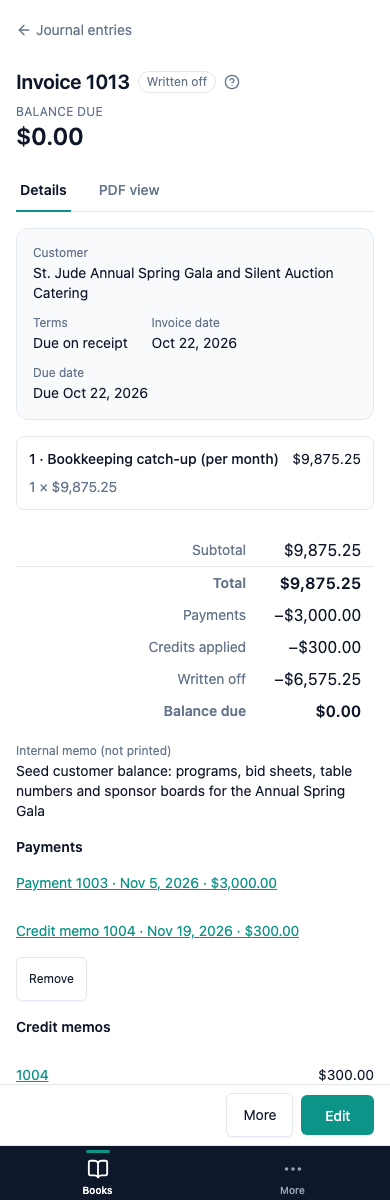 Journal entries
Invoice 1013 Written off
BALANCE DUE
$0.00
Details PDF view
Customer
St. Jude Annual Spring Gala and Silent Auction
Catering
Terms Invoice date
Due on receipt Oct 22, 2026
Due date
Due Oct 22, 2026
1 · Bookkeeping catch-up (per month) $9,875.25
1 × $9,875.25
Subtotal $9,875.25
Total $9,875.25
Payments –$3,000.00
Credits applied –$300.00
Written off –$6,575.25
Balance due $0.00
Internal memo (not printed)
Seed customer balance: programs, bid sheets, table
numbers and sponsor boards for the Annual Spring
Gala
Payments
Payment 1003 · Nov 5, 2026 · $3,000.00
Credit memo 1004 · Nov 19, 2026 · $300.00
Remove
Credit memos
1004 $300.00
More Edit
Books More